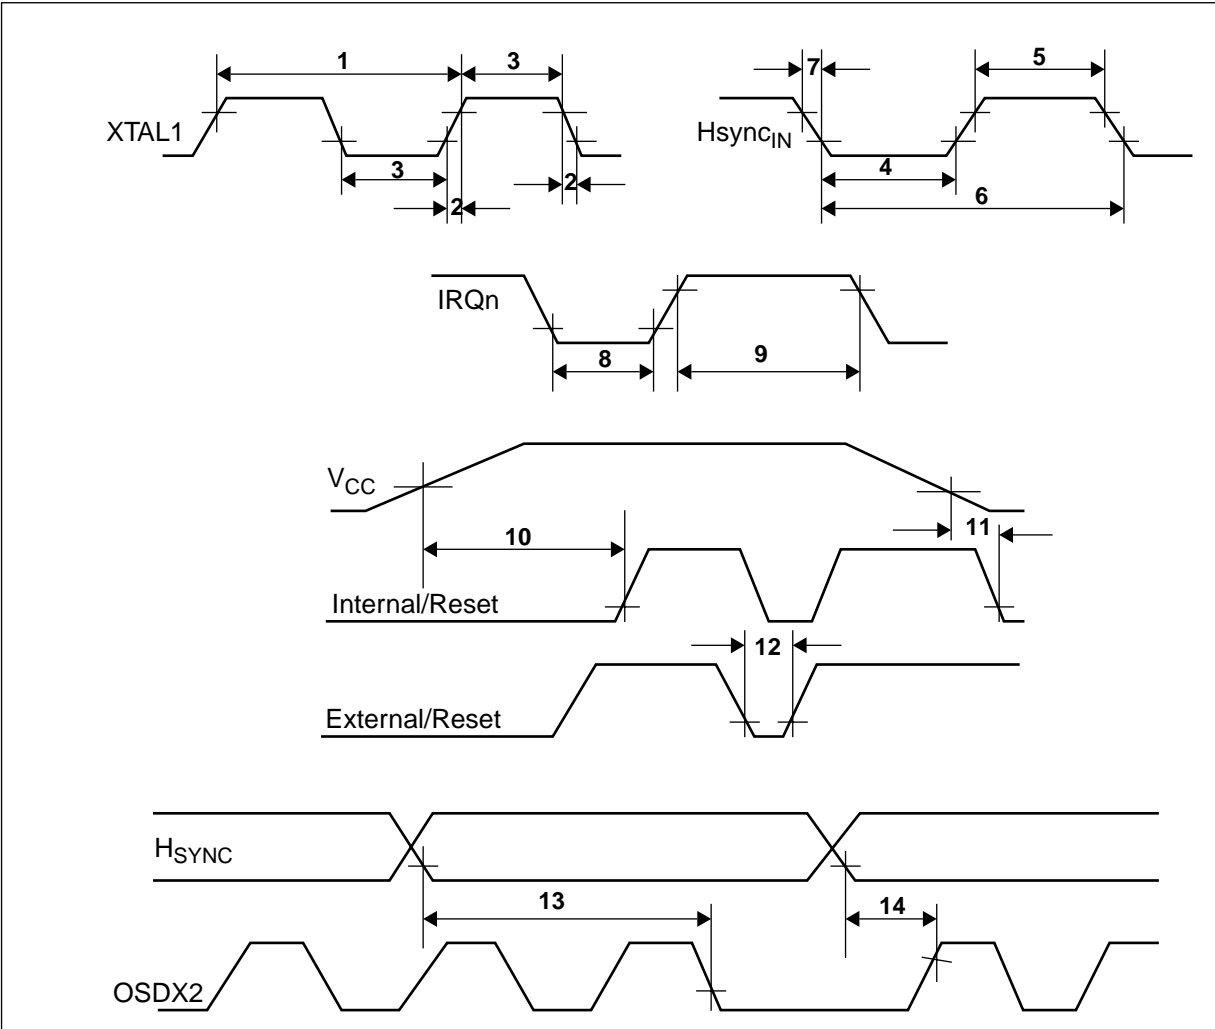 1 3 7 5
XTAL1 Hsync_IN
3 2 4
2 6
IRQn
8 9
V_CC
10 11
Internal/Reset
12
External/Reset
H_SYNC
13 14
OSDX2